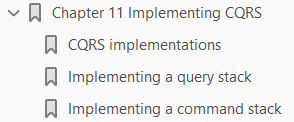 Chapter 11 Implementing CQRS
CQRS implementations
Implementing a query stack
Implementing a command stack